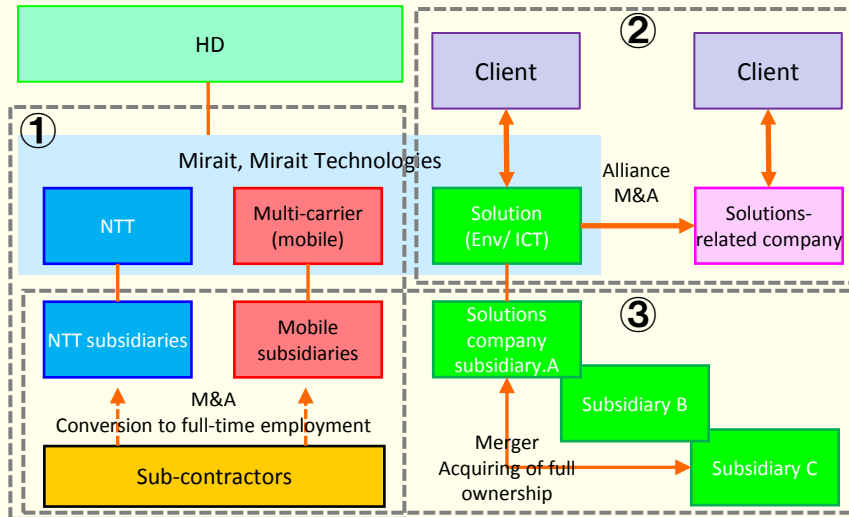 HD
②
Client
Client
①
Mirait, Mirait Technologies
NTT
Multi-carrier
(mobile)
Solution
(Env/ ICT)
Alliance
M&A
Solutions-
related company
NTT subsidiaries
Mobile
subsidiaries
Solutions
company
subsidiary.A
③
Subsidiary B
Subsidiary C
M&A
Conversion to full-time employment
Merger
Acquiring of full
ownership
Sub-contractors